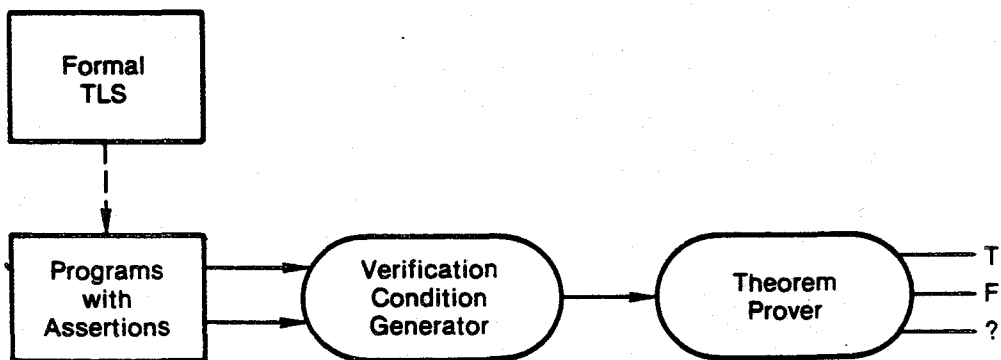 Formal
TLS
Programs
with
Assertions
Verification
Condition
Generator
Theorem
Prover
T
F
?